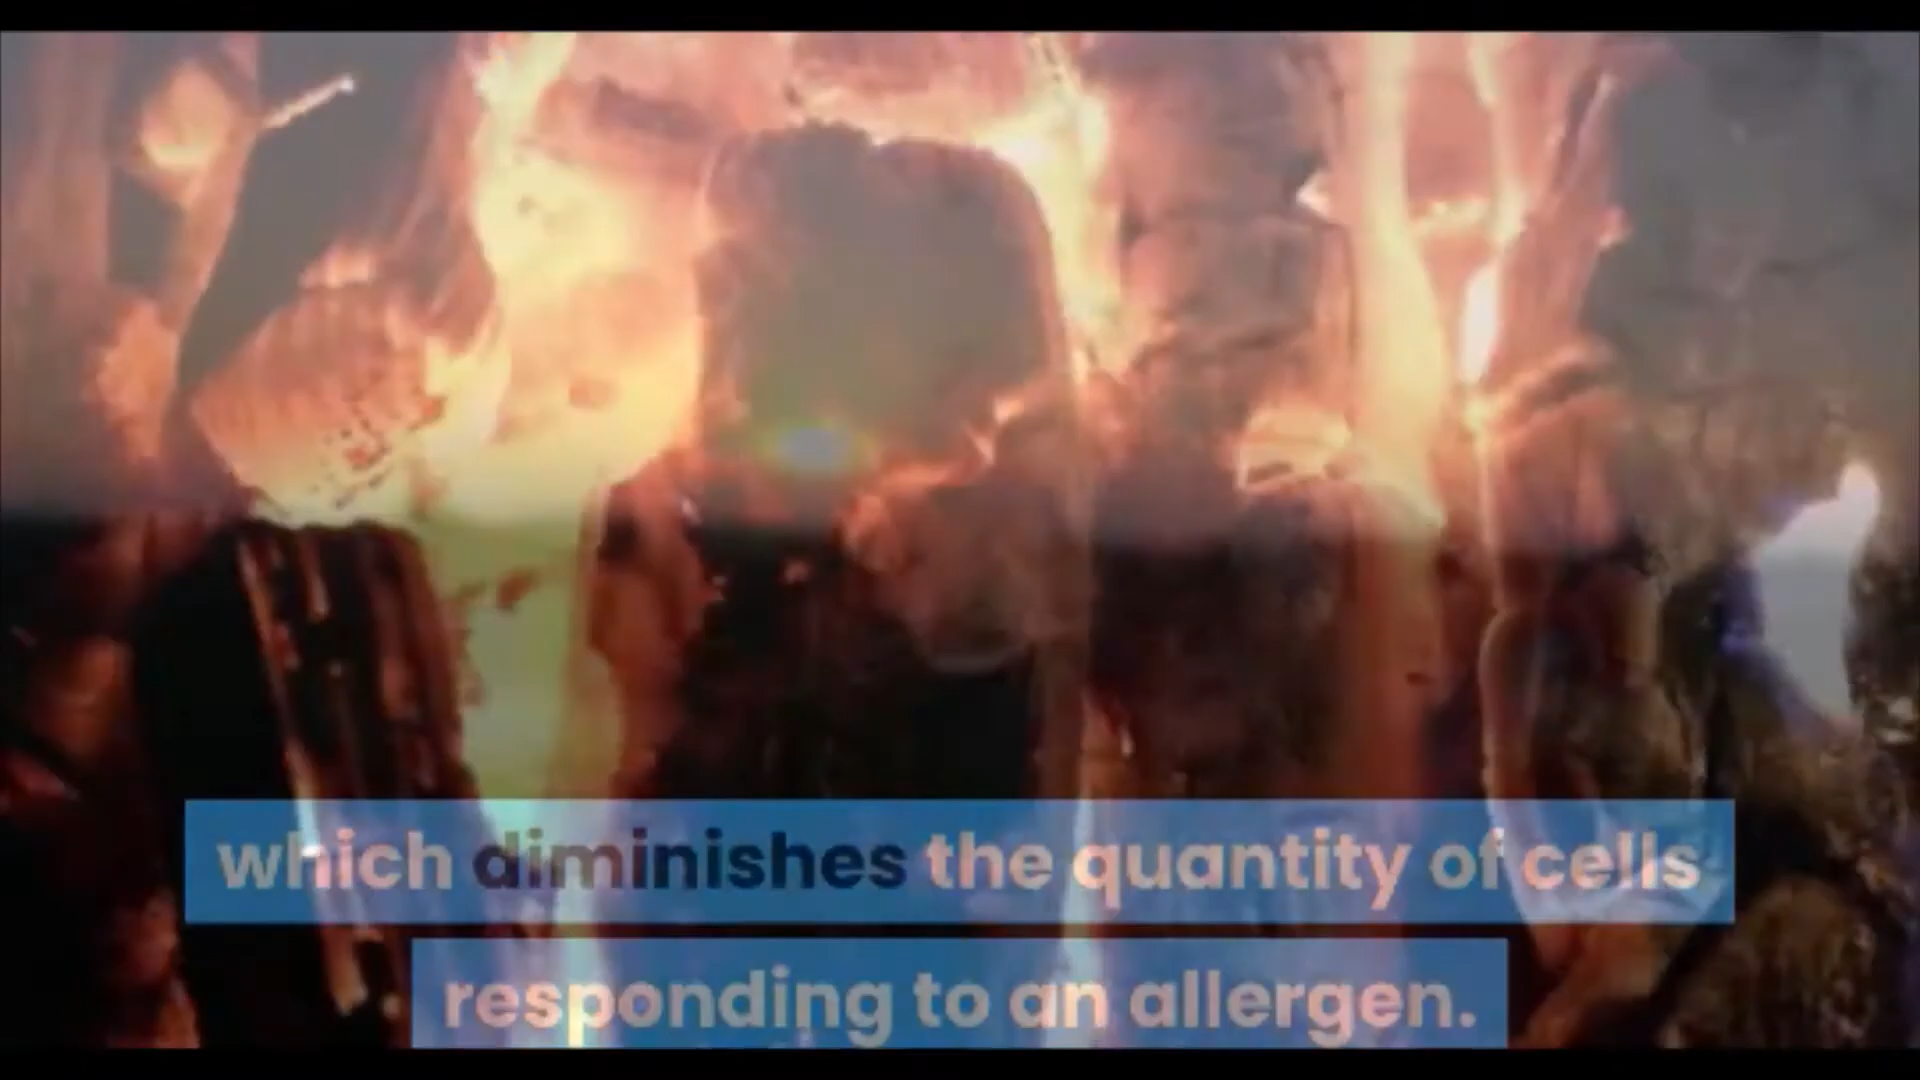 which diminishes the quantity of cells
responding to an allergen.